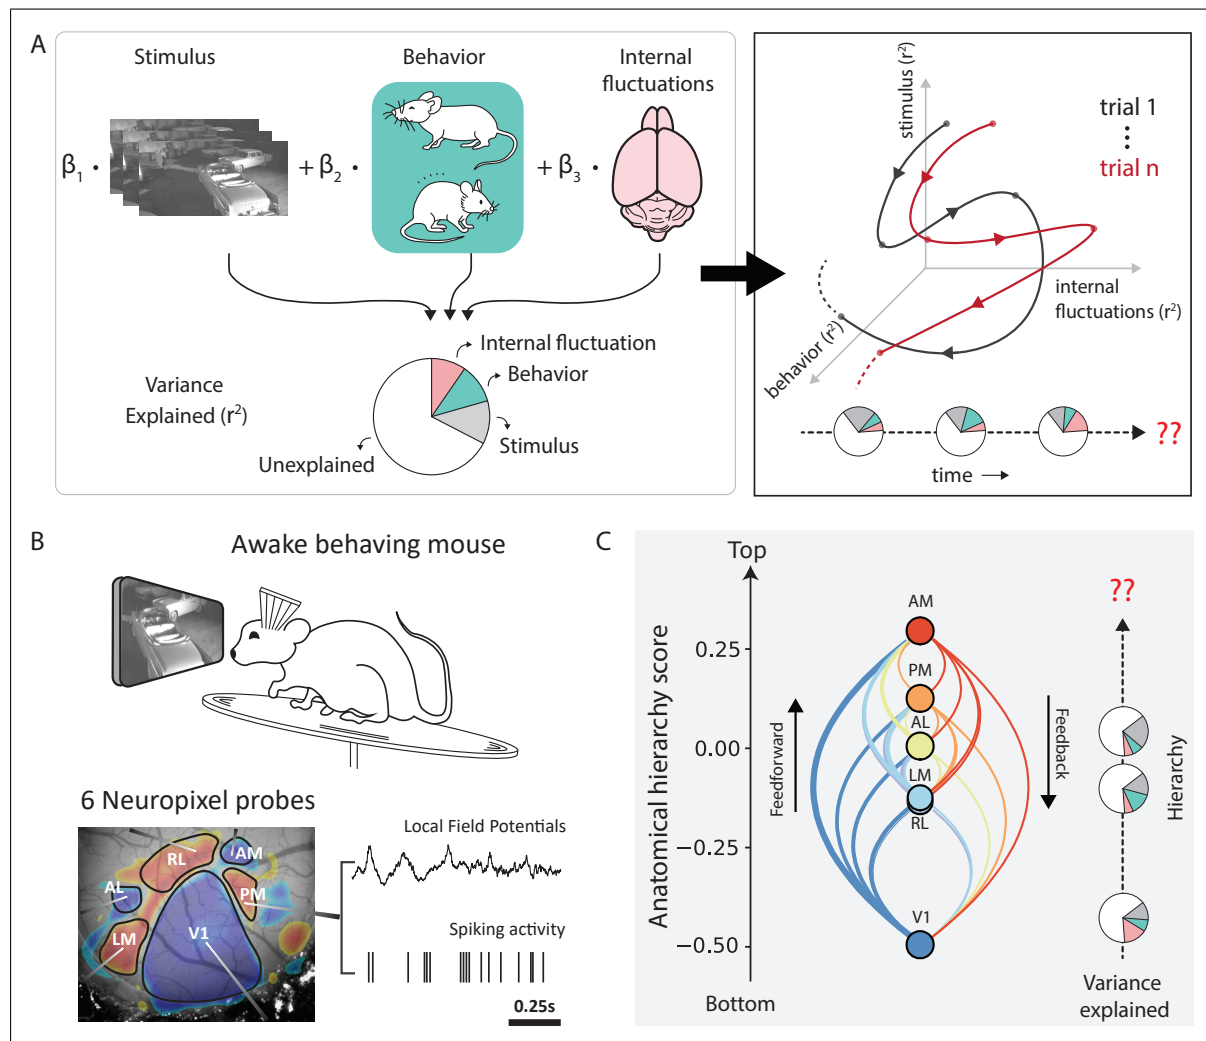 A
Stimulus
Behavior
Internal
fluctuations
β1 ·
+ β2 ·
+ β3 ·
Variance
Explained (r2)
Internal fluctuation
Behavior
Stimulus
Unexplained
stimulus (r2)
trial 1
trial n
internal
fluctuations (r2)
behavior (r2)
??
time
B
Awake behaving mouse
6 Neuropixel probes
RL
AM
AL
PM
LM
V1
Local Field Potentials
Spiking activity
0.25s
C
Top
Anatomical hierarchy score
0.25
0.00
−0.25
−0.50
Bottom
Feedforward
AM
PM
AL
LM
RL
V1
Feedback
??
Hierarchy
Variance
explained